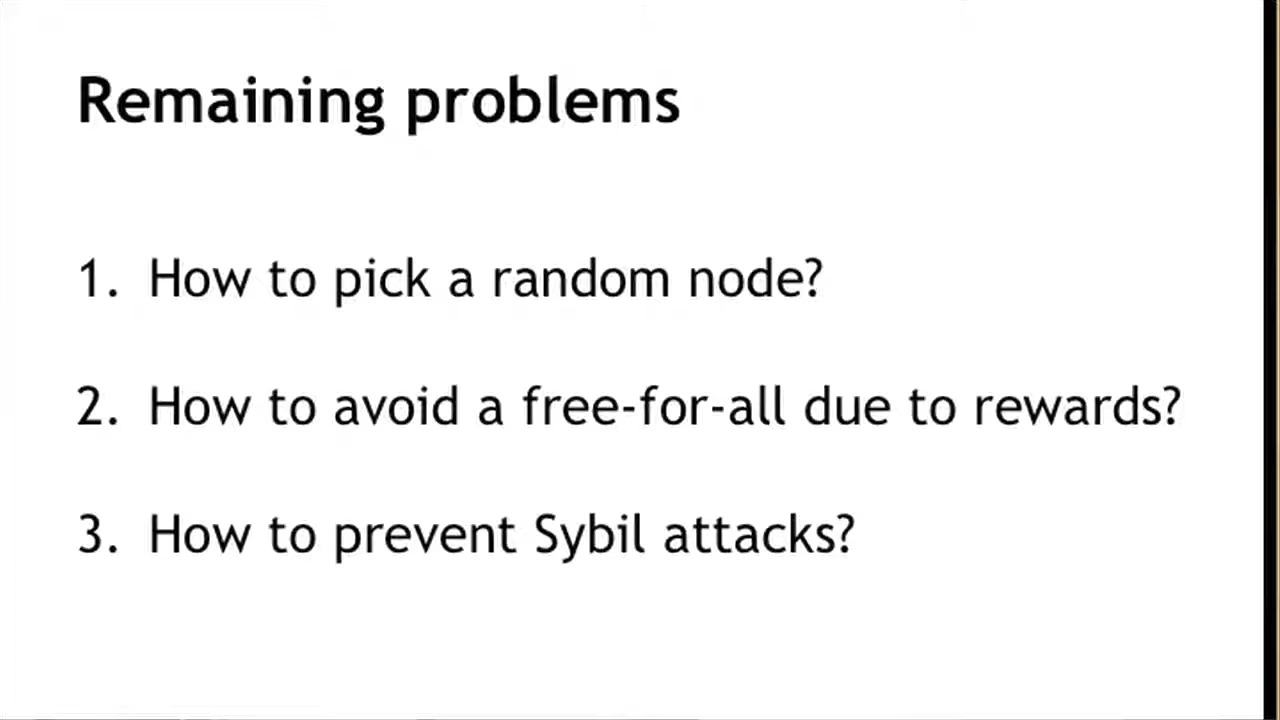 Remaining problems
1. How to pick a random node?
2. How to avoid a free-for-all due to rewards?
3. How to prevent Sybil attacks?